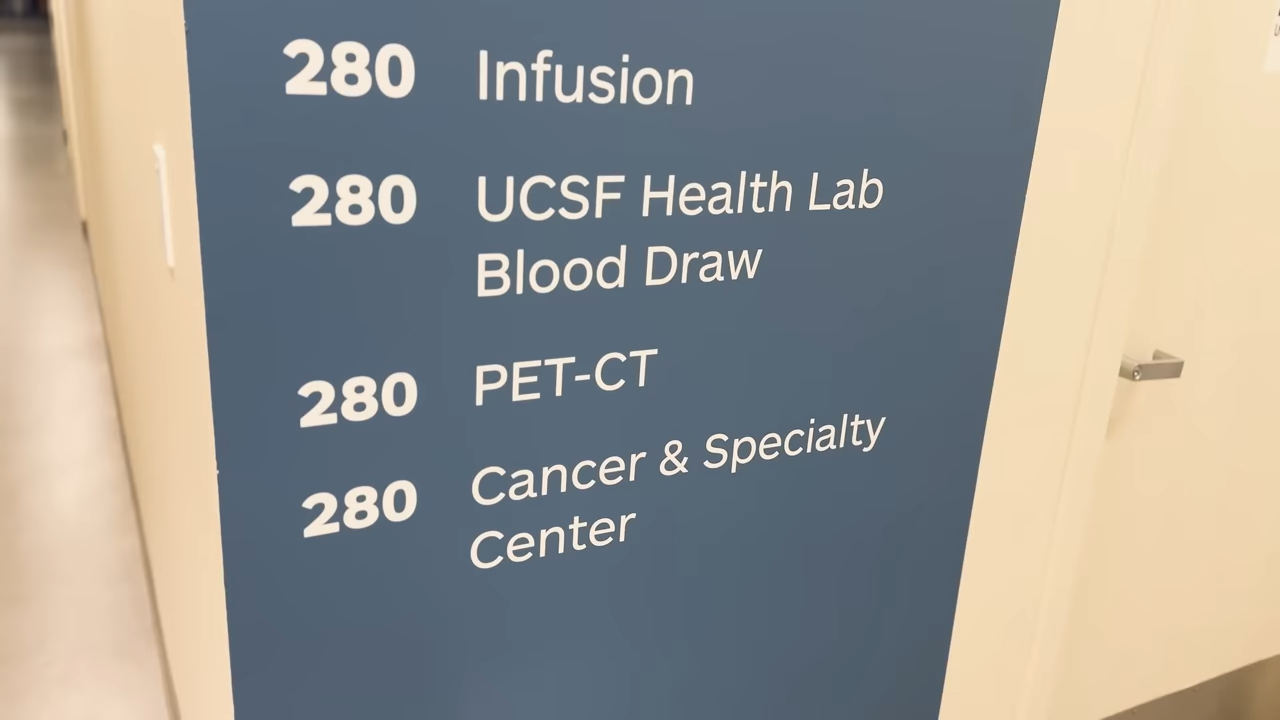 280 Infusion
280 UCSF Health Lab
Blood Draw
280 PET-CT
280 Cancer & Specialty
Center